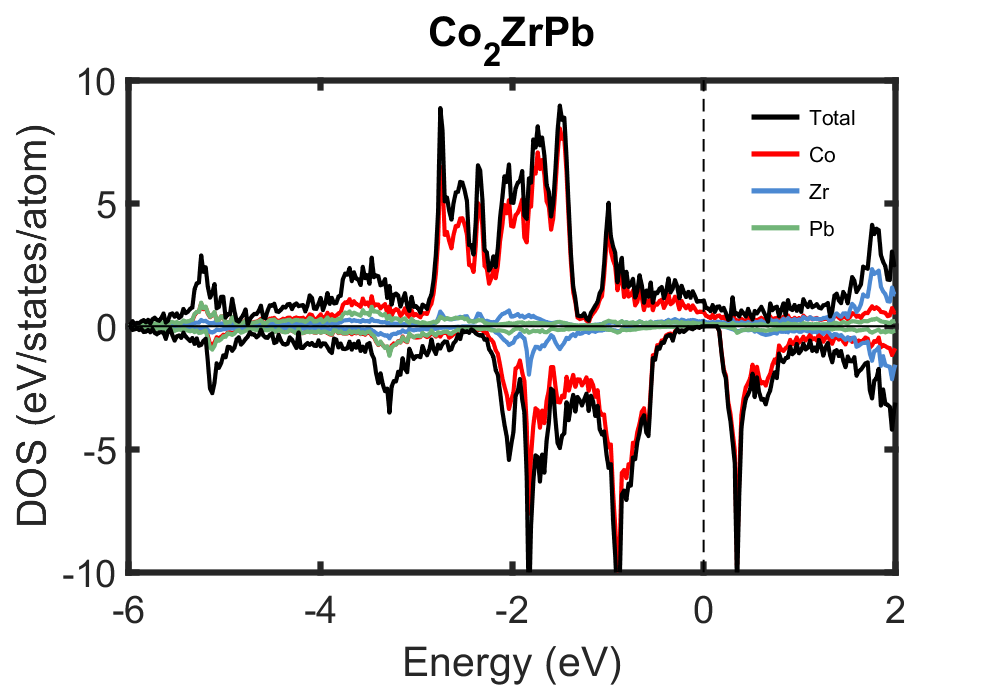 Co₂ZrPb
10
5
0
-5
-10
DOS (eV/states/atom)
Total
Co
Zr
Pb
-6 -4 -2 0 2
Energy (eV)